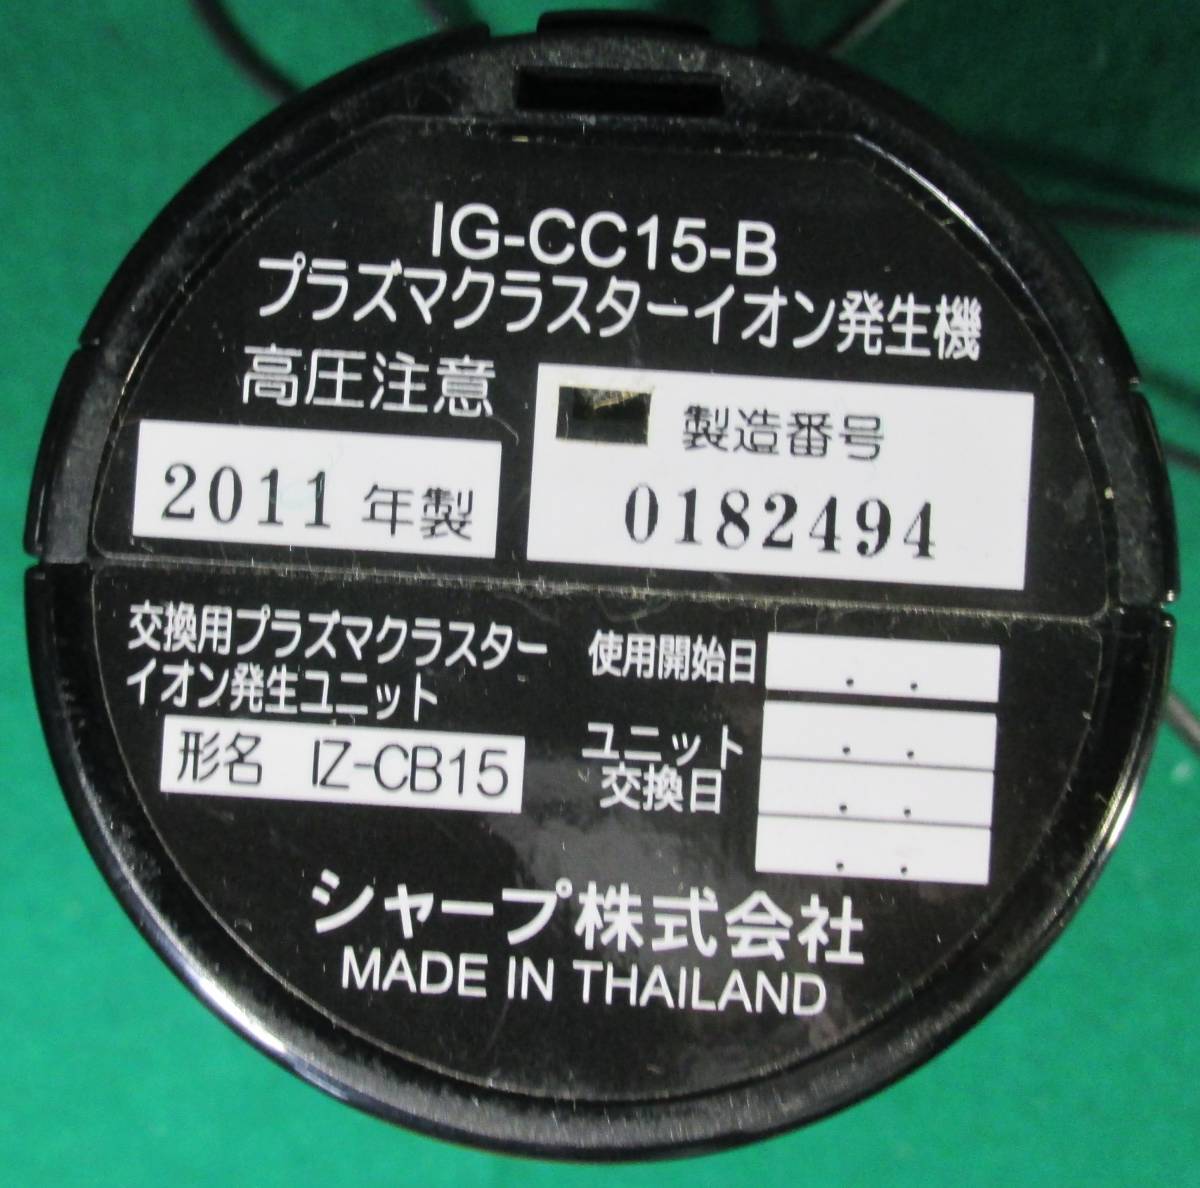 IG-CC15-B
プラズマクラスターイオン発生機
高圧注意
2011 年製
製造番号
0182494
交換用プラズマクラスター
イオン発生ユニット
形名 IZ-CB15
使用開始日 . .
ユニット
交換日
. .
. .
. .
シャープ株式会社
MADE IN THAILAND